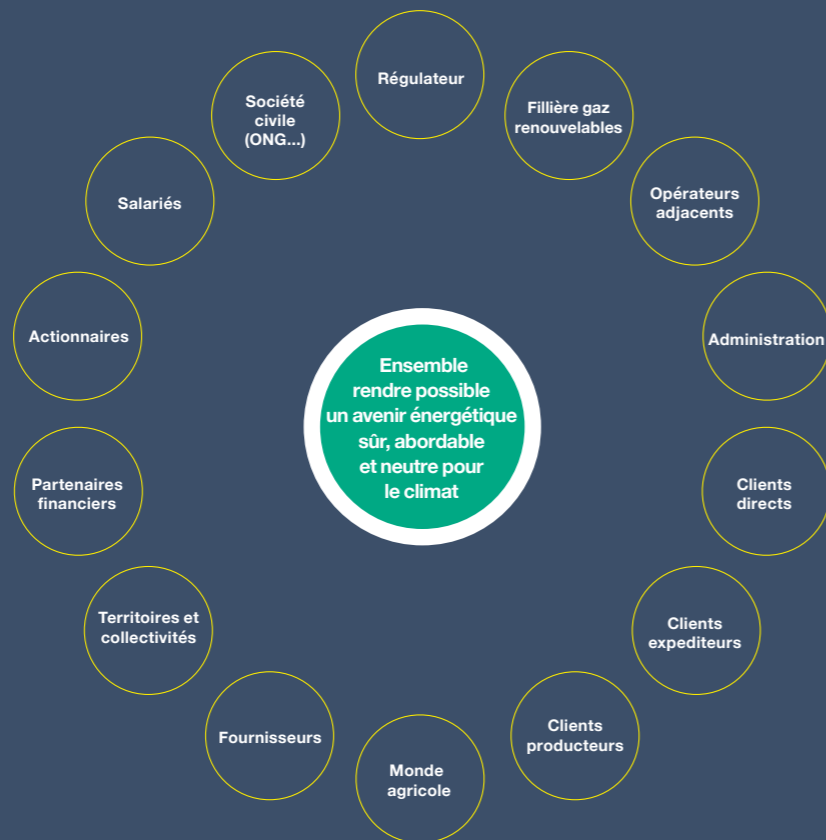 Régulateur
Fillière gaz
renouvelables
Opérateurs
adjacents
Administration
Clients
directs
Clients
expediteurs
Clients
producteurs
Monde
agricole
Fournisseurs
Territoires et
collectivités
Partenaires
financiers
Actionnaires
Salariés
Société
civile
(ONG...)
Ensemble
rendre possible
un avenir énergétique
sûr, abordable
et neutre pour
le climat